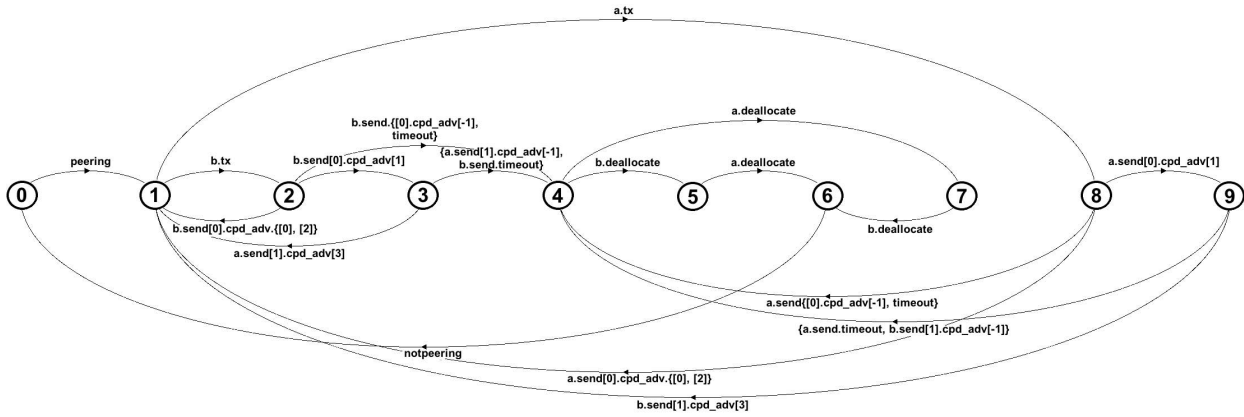 a.tx
b.send.{[0].cpd_adv[-1],
timeout}
a.deallocate
peering
b.tx
b.send[0].cpd_adv[1]
{a.send[1].cpd_adv[-1],
b.send.timeout}
b.deallocate
a.deallocate
a.send[0].cpd_adv[1]
0 1 2 3 4 5 6 7 8 9
b.send[0].cpd_adv.{[0], [2]}
b.deallocate
a.send[1].cpd_adv[3]
a.send{[0].cpd_adv[-1], timeout}
{a.send.timeout, b.send[1].cpd_adv[-1]}
notpeering
a.send[0].cpd_adv.{[0], [2]}
b.send[1].cpd_adv[3]